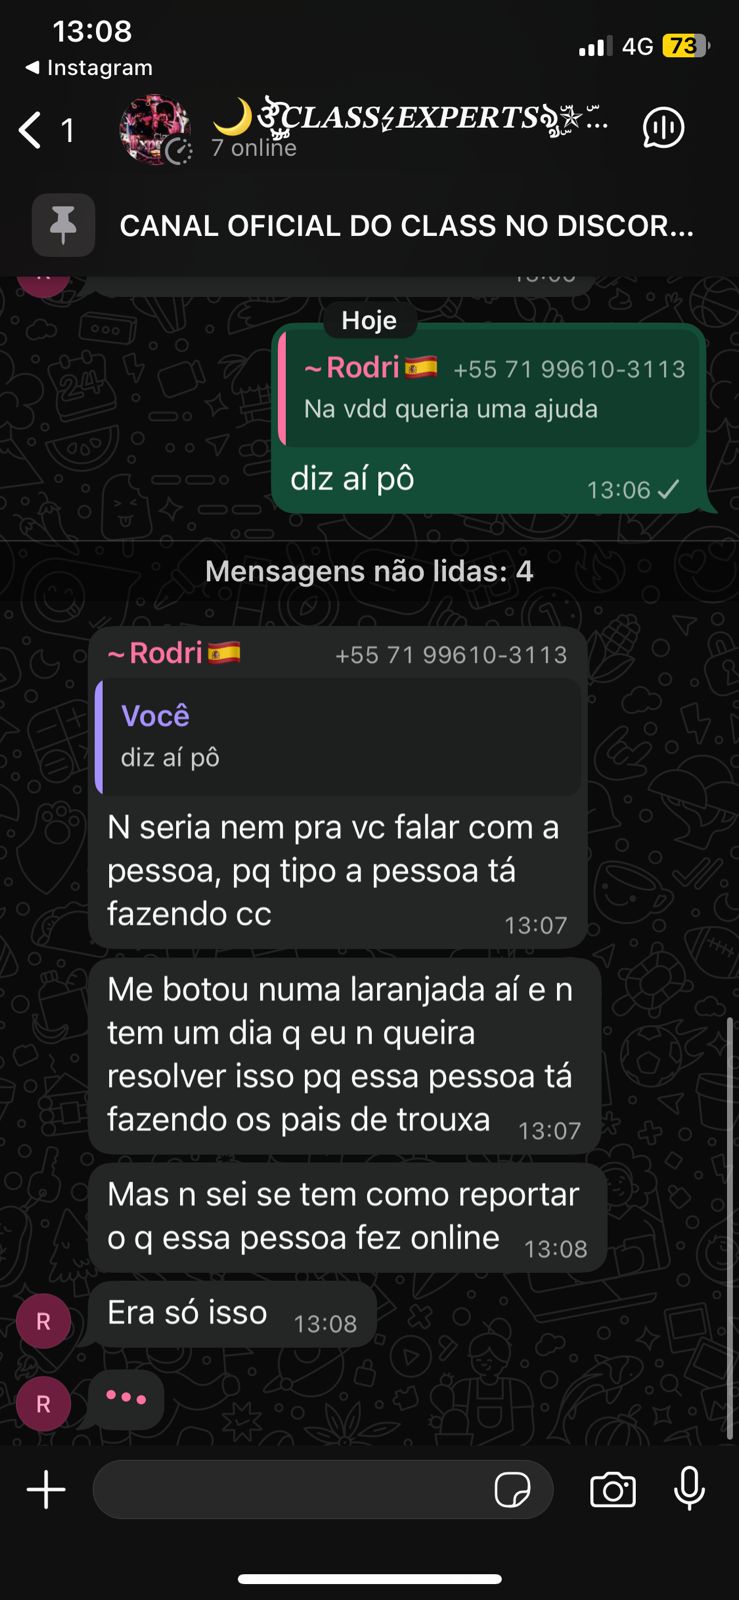 13:08
4G 73
Instagram
1
CLASS EXPERTS ...
7 online
CANAL OFICIAL DO CLASS NO DISCOR...
Hoje
~Rodri🇪🇸 +55 71 99610-3113
Na vdd queria uma ajuda
diz aí pô
13:06
Mensagens não lidas: 4
~Rodri🇪🇸 +55 71 99610-3113
Você
diz aí pô
N seria nem pra vc falar com a
pessoa, pq tipo a pessoa tá
fazendo cc
13:07
Me botou numa laranjada aí e n
tem um dia q eu n queira
resolver isso pq essa pessoa tá
fazendo os pais de trouxa
13:07
Mas n sei se tem como reportar
o q essa pessoa fez online
13:08
R
Era só isso
13:08
R